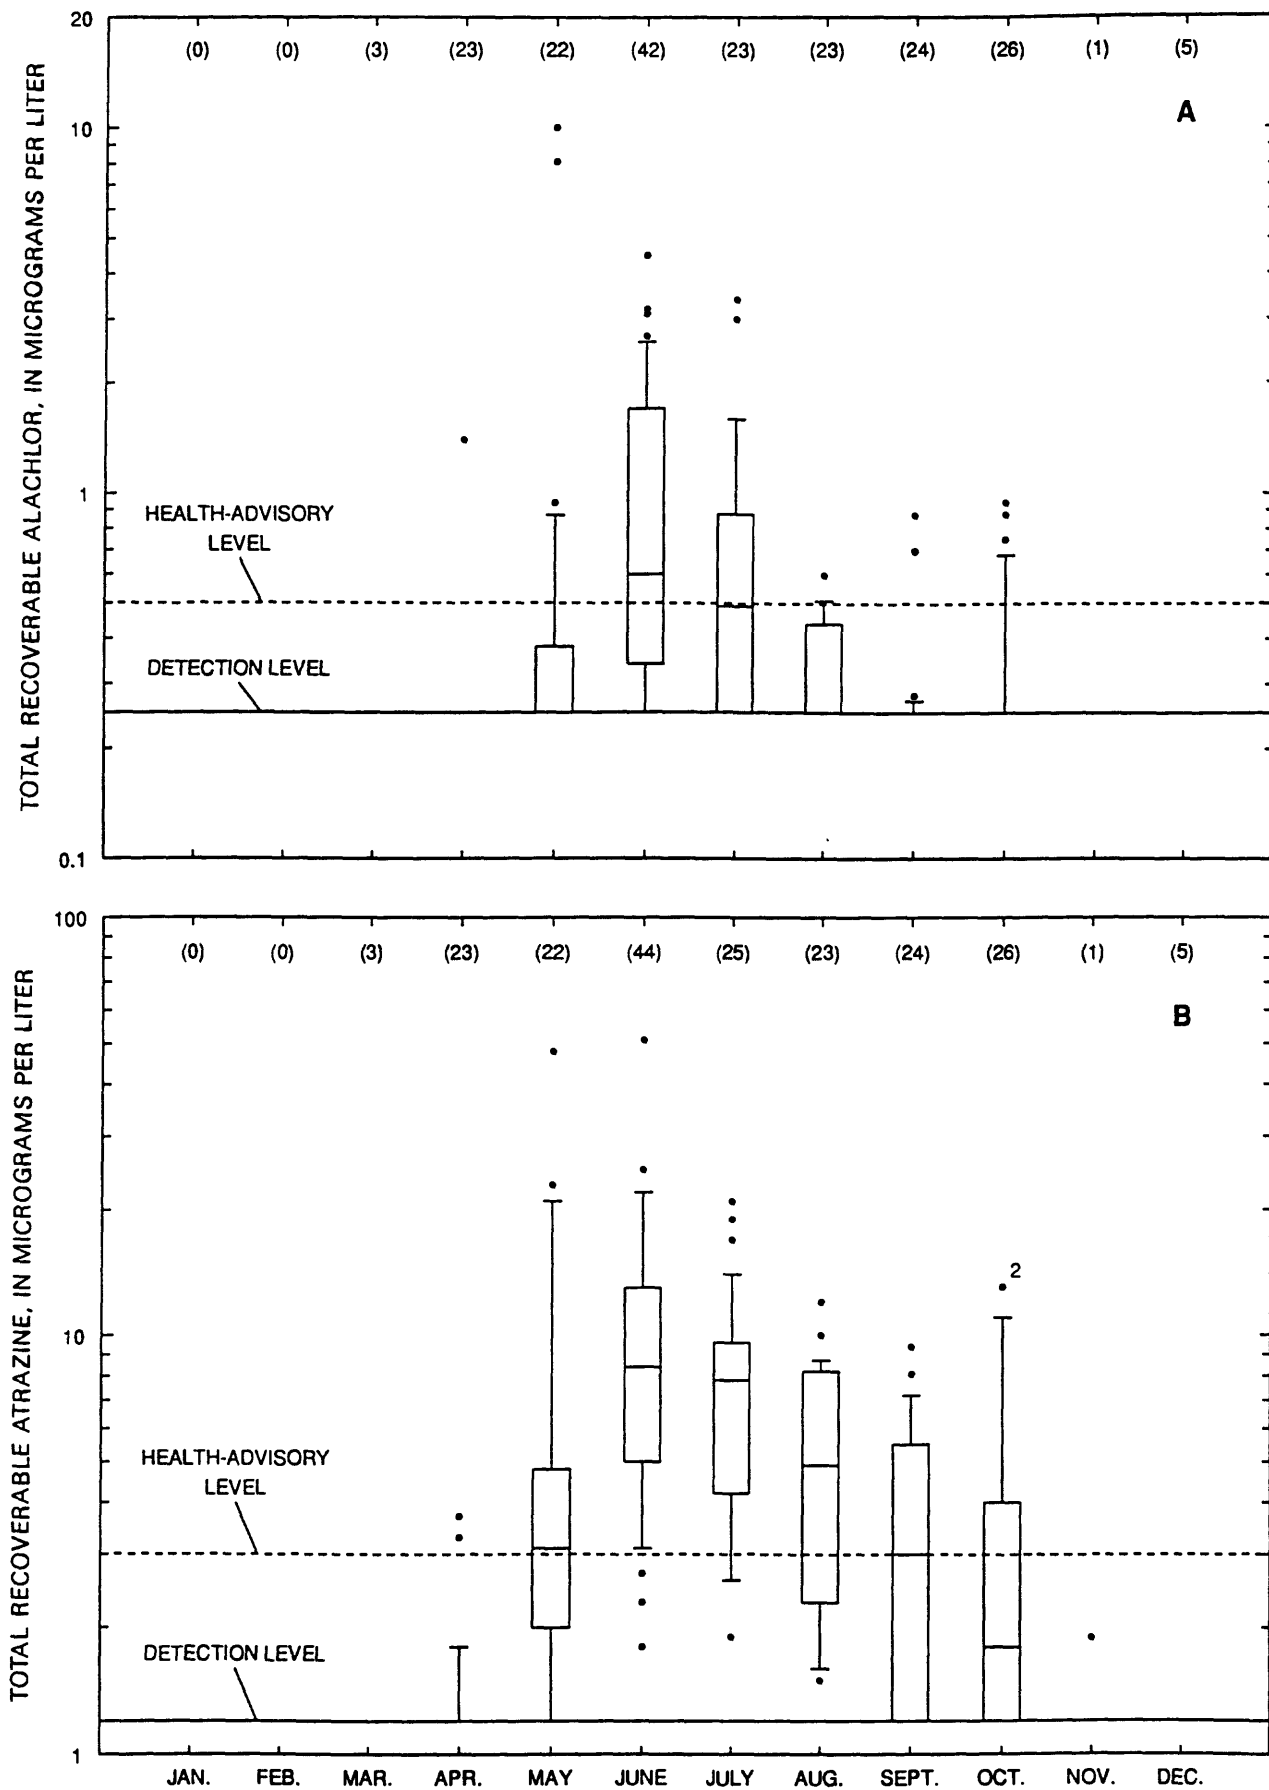 TOTAL RECOVERABLE ALACHLOR, IN MICROGRAMS PER LITER
20
(0) (0) (3) (23) (22) (42) (23) (23) (24) (26) (1) (5)
A
10
1
HEALTH-ADVISORY
LEVEL
DETECTION LEVEL
0.1
TOTAL RECOVERABLE ATRAZINE, IN MICROGRAMS PER LITER
100
(0) (0) (3) (23) (22) (44) (25) (23) (24) (26) (1) (5)
B
2
10
HEALTH-ADVISORY
LEVEL
DETECTION LEVEL
1
JAN. FEB. MAR. APR. MAY JUNE JULY AUG. SEPT. OCT. NOV. DEC.